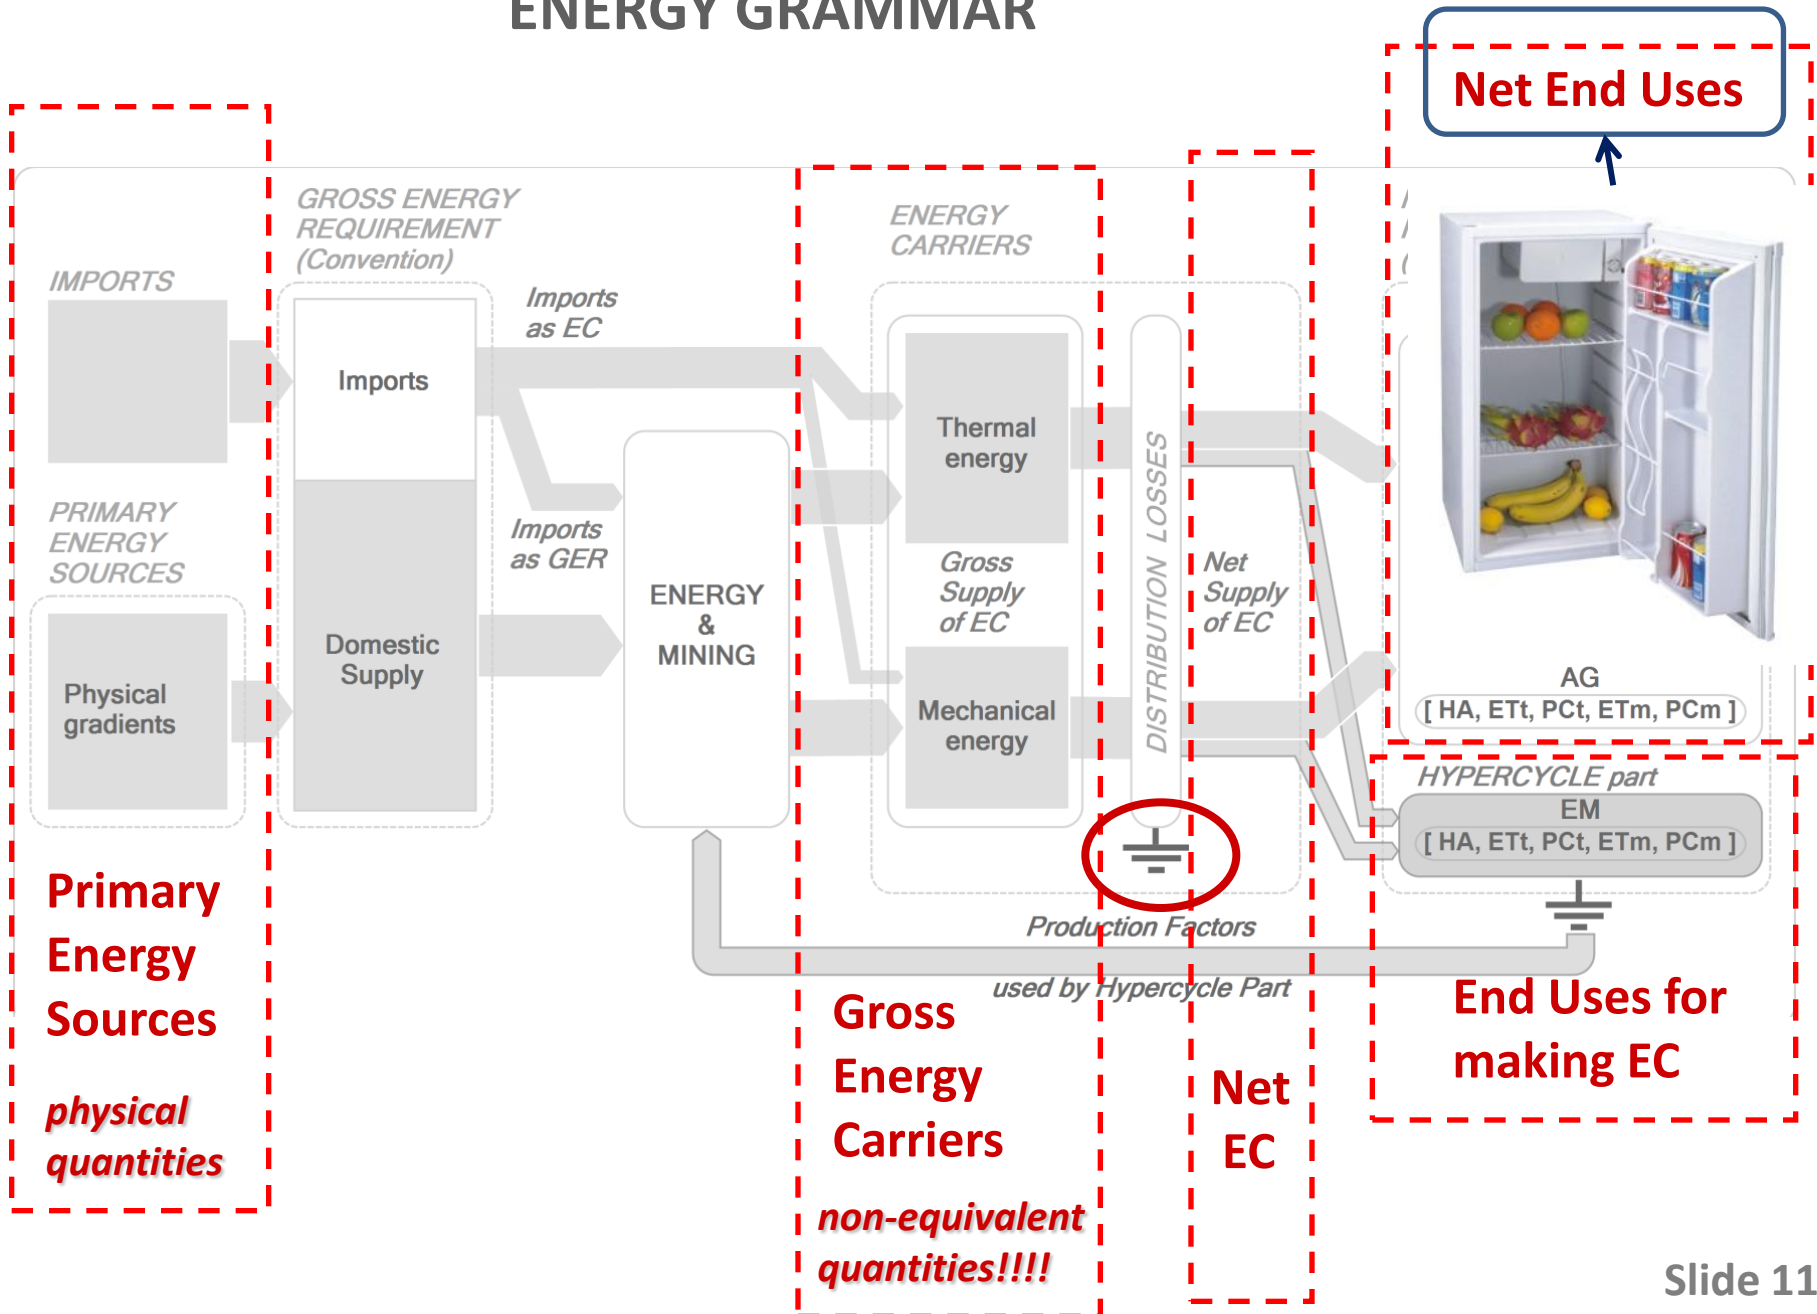 ENERGY GRAMMAR
Net End Uses
GROSS ENERGY
REQUIREMENT
(Convention)
ENERGY
CARRIERS
IMPORTS
Imports
as EC
Imports
Thermal
energy
PRIMARY
ENERGY
SOURCES
Imports
as GER
ENERGY
&
MINING
Gross
Supply
of EC
DISTRIBUTION LOSSES
Net
Supply
of EC
Domestic
Supply
Physical
gradients
Mechanical
energy
AG
[ HA, ETt, PCt, ETm, PCm ]
HYPERCYCLE part
EM
[ HA, ETt, PCt, ETm, PCm ]
Production Factors
used by Hypercycle Part
Primary
Energy
Sources
physical
quantities
Gross
Energy
Carriers
non-equivalent
quantities!!!!
Net
EC
End Uses for
making EC
Slide 11